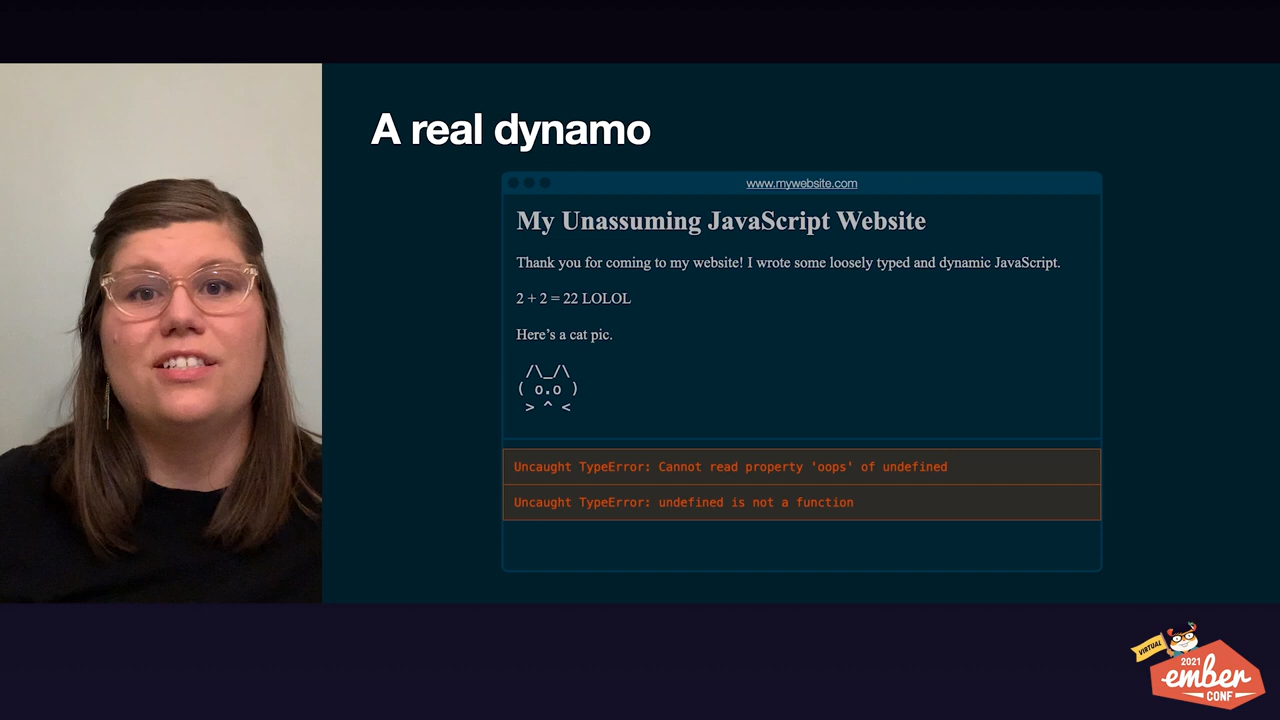 A real dynamo
www.mywebsite.com
My Unassuming JavaScript Website
Thank you for coming to my website! I wrote some loosely typed and dynamic JavaScript.
2 + 2 = 22 LOLOL
Here’s a cat pic.
/\_/\
( o.o )
> ^ <
Uncaught TypeError: Cannot read property 'oops' of undefined
Uncaught TypeError: undefined is not a function
VIRTUAL
2021
ember
CONF